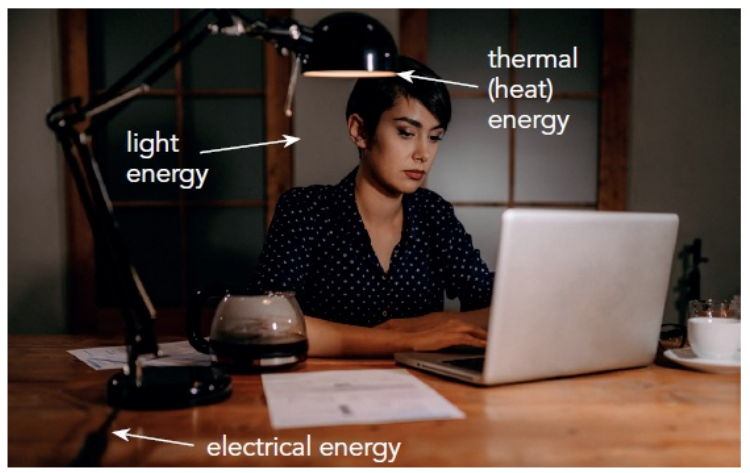 thermal
(heat)
energy
light
energy
electrical energy